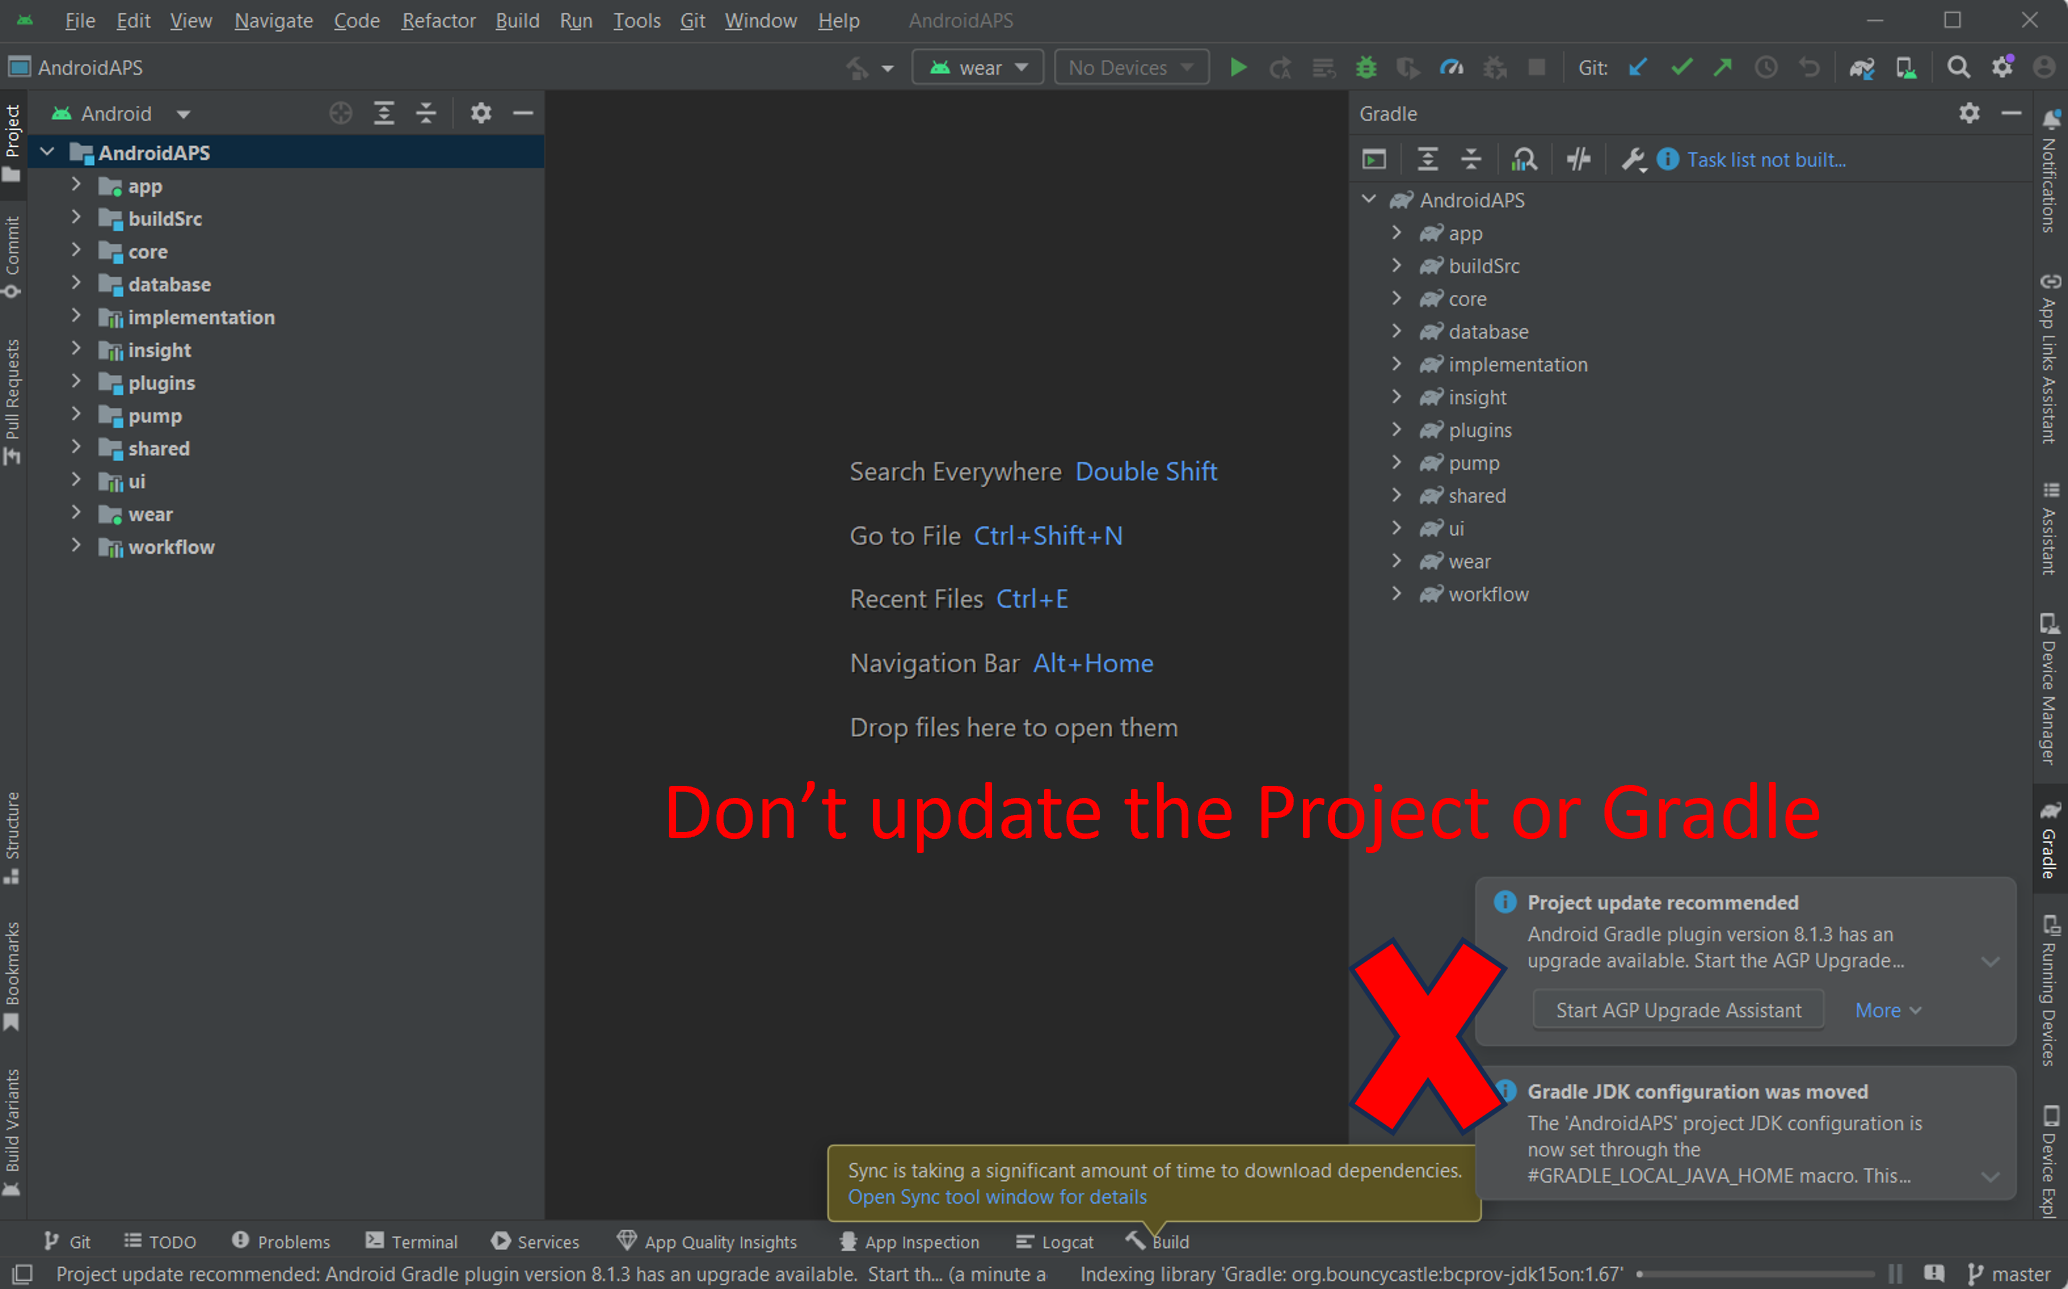 File Edit View Navigate Code Refactor Build Run Tools Git Window Help AndroidAPS
AndroidAPS wear No Devices Git:
Project
Commit
Pull Requests
Structure
Bookmarks
Build Variants
Android
AndroidAPS
app
buildSrc
core
database
implementation
insight
plugins
pump
shared
ui
wear
workflow
Search Everywhere Double Shift
Go to File Ctrl+Shift+N
Recent Files Ctrl+E
Navigation Bar Alt+Home
Drop files here to open them
Don’t update the Project or Gradle
Gradle
Task list not built...
AndroidAPS
app
buildSrc
core
database
implementation
insight
plugins
pump
shared
ui
wear
workflow
Project update recommended
Android Gradle plugin version 8.1.3 has an
upgrade available. Start the AGP Upgrade...
Start AGP Upgrade Assistant More
Gradle JDK configuration was moved
The 'AndroidAPS' project JDK configuration is
now set through the
#GRADLE_LOCAL_JAVA_HOME macro. This...
Sync is taking a significant amount of time to download dependencies.
Open Sync tool window for details
Notifications
App Links Assistant
Assistant
Device Manager
Gradle
Running Devices
Device Expl
Git TODO Problems Terminal Services App Quality Insights App Inspection Logcat Build
Project update recommended: Android Gradle plugin version 8.1.3 has an upgrade available. Start th... (a minute a Indexing library 'Gradle: org.bouncycastle:bcprov-jdk15on:1.67' master